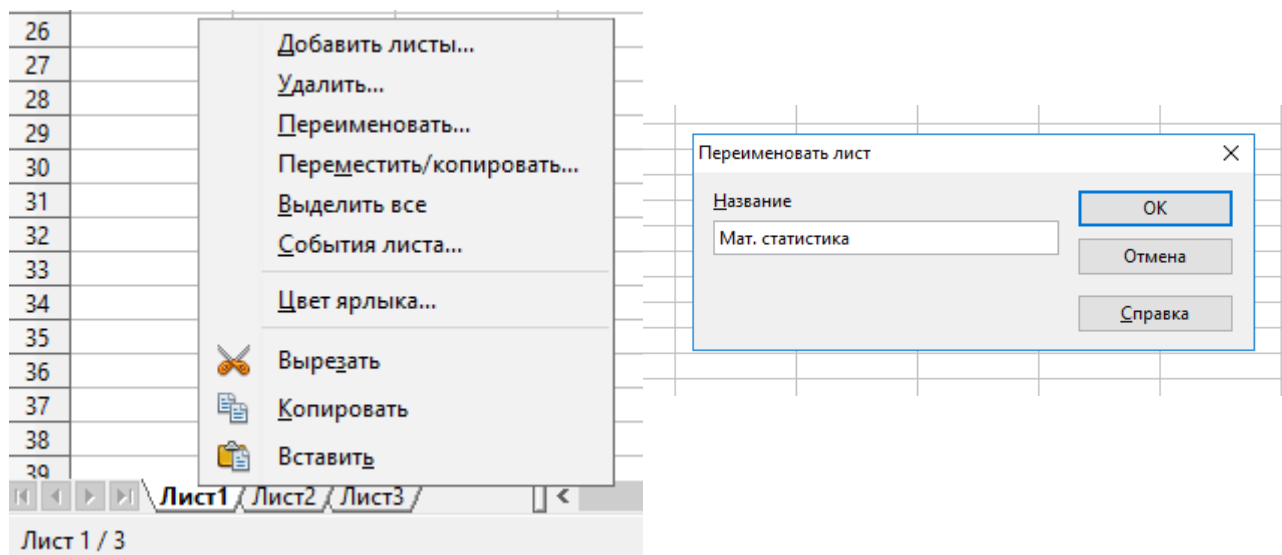 26
27
28
29
30
31
32
33
34
35
36
37
38
39
Добавить листы...
Удалить...
Переименовать...
Переместить/копировать...
Выделить все
События листа...
Цвет ярлыка...
Вырезать
Копировать
Вставить
Лист1 Лист2 Лист3
Лист 1 / 3
Переименовать лист
Название
Мат. статистика
ОК
Отмена
Справка